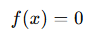 f(x) = 0